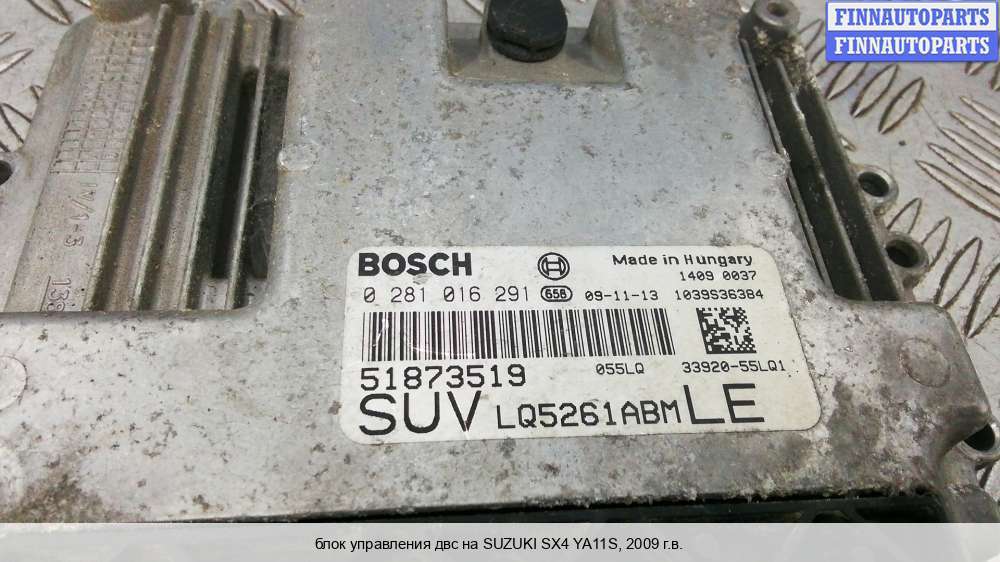 FINNAUTOPARTS
FINNAUTOPARTS
BOSCH
Made in Hungary
1409 0037
0 281 016 291 658 09-11-13 1039S36384
51873519 055LQ 33920-55LQ1
SUV LQ5261ABM LE
блок управления двс на SUZUKI SX4 YA11S, 2009 г.в.